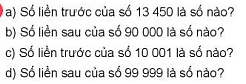 a) Số liền trước của số 13 450 là số nào?
b) Số liền sau của số 90 000 là số nào?
c) Số liền trước của số 10 001 là số nào?
d) Số liền sau của số 99 999 là số nào?